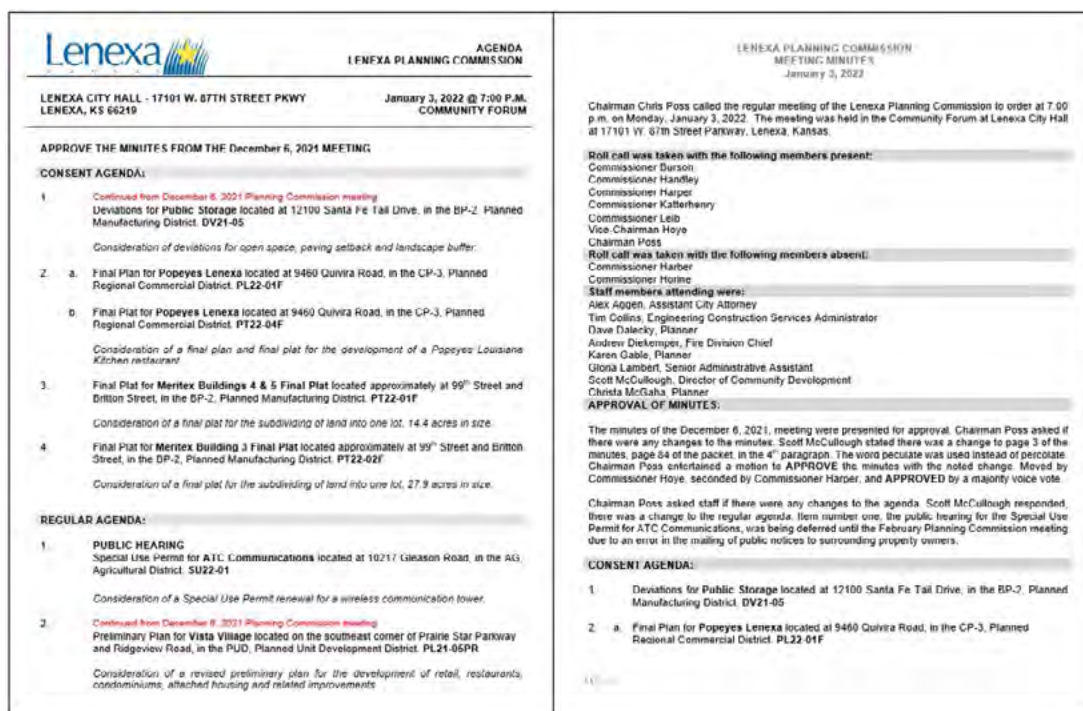 Lenexa
AGENDA
LENEXA PLANNING COMMISSION
LENEXA CITY HALL - 17101 W. 87TH STREET PKWY
LENEXA, KS 66219
January 3, 2022 @ 7:00 P.M.
COMMUNITY FORUM
APPROVE THE MINUTES FROM THE December 6, 2021 MEETING
CONSENT AGENDA:
1. Continued from December 6, 2021 Planning Commission meeting
Deviations for Public Storage located at 12100 Santa Fe Tail Drive, in the BP-2, Planned
Manufacturing District. DV21-05
Consideration of deviations for open space, paving setback and landscape buffer.
2. a. Final Plan for Popeyes Lenexa located at 9460 Quivira Road, in the CP-3, Planned
Regional Commercial District. PL22-01F
b. Final Plat for Popeyes Lenexa located at 9460 Quivira Road, in the CP-3, Planned
Regional Commercial District. PT22-04F
Consideration of a final plan and final plat for the development of a Popeyes Louisiana
Kitchen restaurant
3. Final Plat for Meritex Buildings 4 & 5 Final Plat located approximately at 99th Street and
Britton Street, in the BP-2, Planned Manufacturing District. PT22-01F
Consideration of a final plat for the subdividing of land into one lot, 14.4 acres in size.
4. Final Plat for Meritex Building 3 Final Plat located approximately at 99th Street and Britton
Street, in the BP-2, Planned Manufacturing District. PT22-02F
Consideration of a final plat for the subdividing of land into one lot, 27.9 acres in size.
REGULAR AGENDA:
1. PUBLIC HEARING
Special Use Permit for ATC Communications located at 10217 Gleason Road, in the AG,
Agricultural District. SU22-01
Consideration of a Special Use Permit renewal for a wireless communication tower.
2. Continued from December 6, 2021 Planning Commission meeting
Preliminary Plan for Vista Village located on the southeast corner of Prairie Star Parkway
and Ridgeview Road, in the PUD, Planned Unit Development District. PL21-05PR
Consideration of a revised preliminary plan for the development of retail, restaurants,
condominiums, attached housing and related improvements
LENEXA PLANNING COMMISSION
MEETING MINUTES
January 3, 2022
Chairman Chris Poss called the regular meeting of the Lenexa Planning Commission to order at 7:00
p.m. on Monday, January 3, 2022. The meeting was held in the Community Forum at Lenexa City Hall
at 17101 W. 87th Street Parkway, Lenexa, Kansas.
Roll call was taken with the following members present:
Commissioner Burson
Commissioner Handley
Commissioner Harper
Commissioner Katterhenry
Commissioner Leib
Vice-Chairman Hoye
Chairman Poss
Roll call was taken with the following members absent:
Commissioner Harber
Commissioner Horine
Staff members attending were:
Alex Aggen, Assistant City Attorney
Tim Collins, Engineering Construction Services Administrator
Dave Dalecky, Planner
Andrew Diekemper, Fire Division Chief
Karen Gable, Planner
Gloria Lambert, Senior Administrative Assistant
Scott McCullough, Director of Community Development
Christa McGaha, Planner
APPROVAL OF MINUTES:
The minutes of the December 6, 2021, meeting were presented for approval. Chairman Poss asked if
there were any changes to the minutes. Scott McCullough stated there was a change to page 3 of the
minutes, page 84 of the packet, in the 4th paragraph. The word peculate was used instead of percolate.
Chairman Poss entertained a motion to APPROVE the minutes with the noted change. Moved by
Commissioner Hoye, seconded by Commissioner Harper, and APPROVED by a majority voice vote.
Chairman Poss asked staff if there were any changes to the agenda. Scott McCullough responded,
there was a change to the regular agenda. Item number one, the public hearing for the Special Use
Permit for ATC Communications, was being deferred until the February Planning Commission meeting
due to an error in the mailing of public notices to surrounding property owners.
CONSENT AGENDA:
1. Deviations for Public Storage located at 12100 Santa Fe Tail Drive, in the BP-2, Planned
Manufacturing District. DV21-05
2. a. Final Plan for Popeyes Lenexa located at 9460 Quivira Road, in the CP-3, Planned
Regional Commercial District. PL22-01F